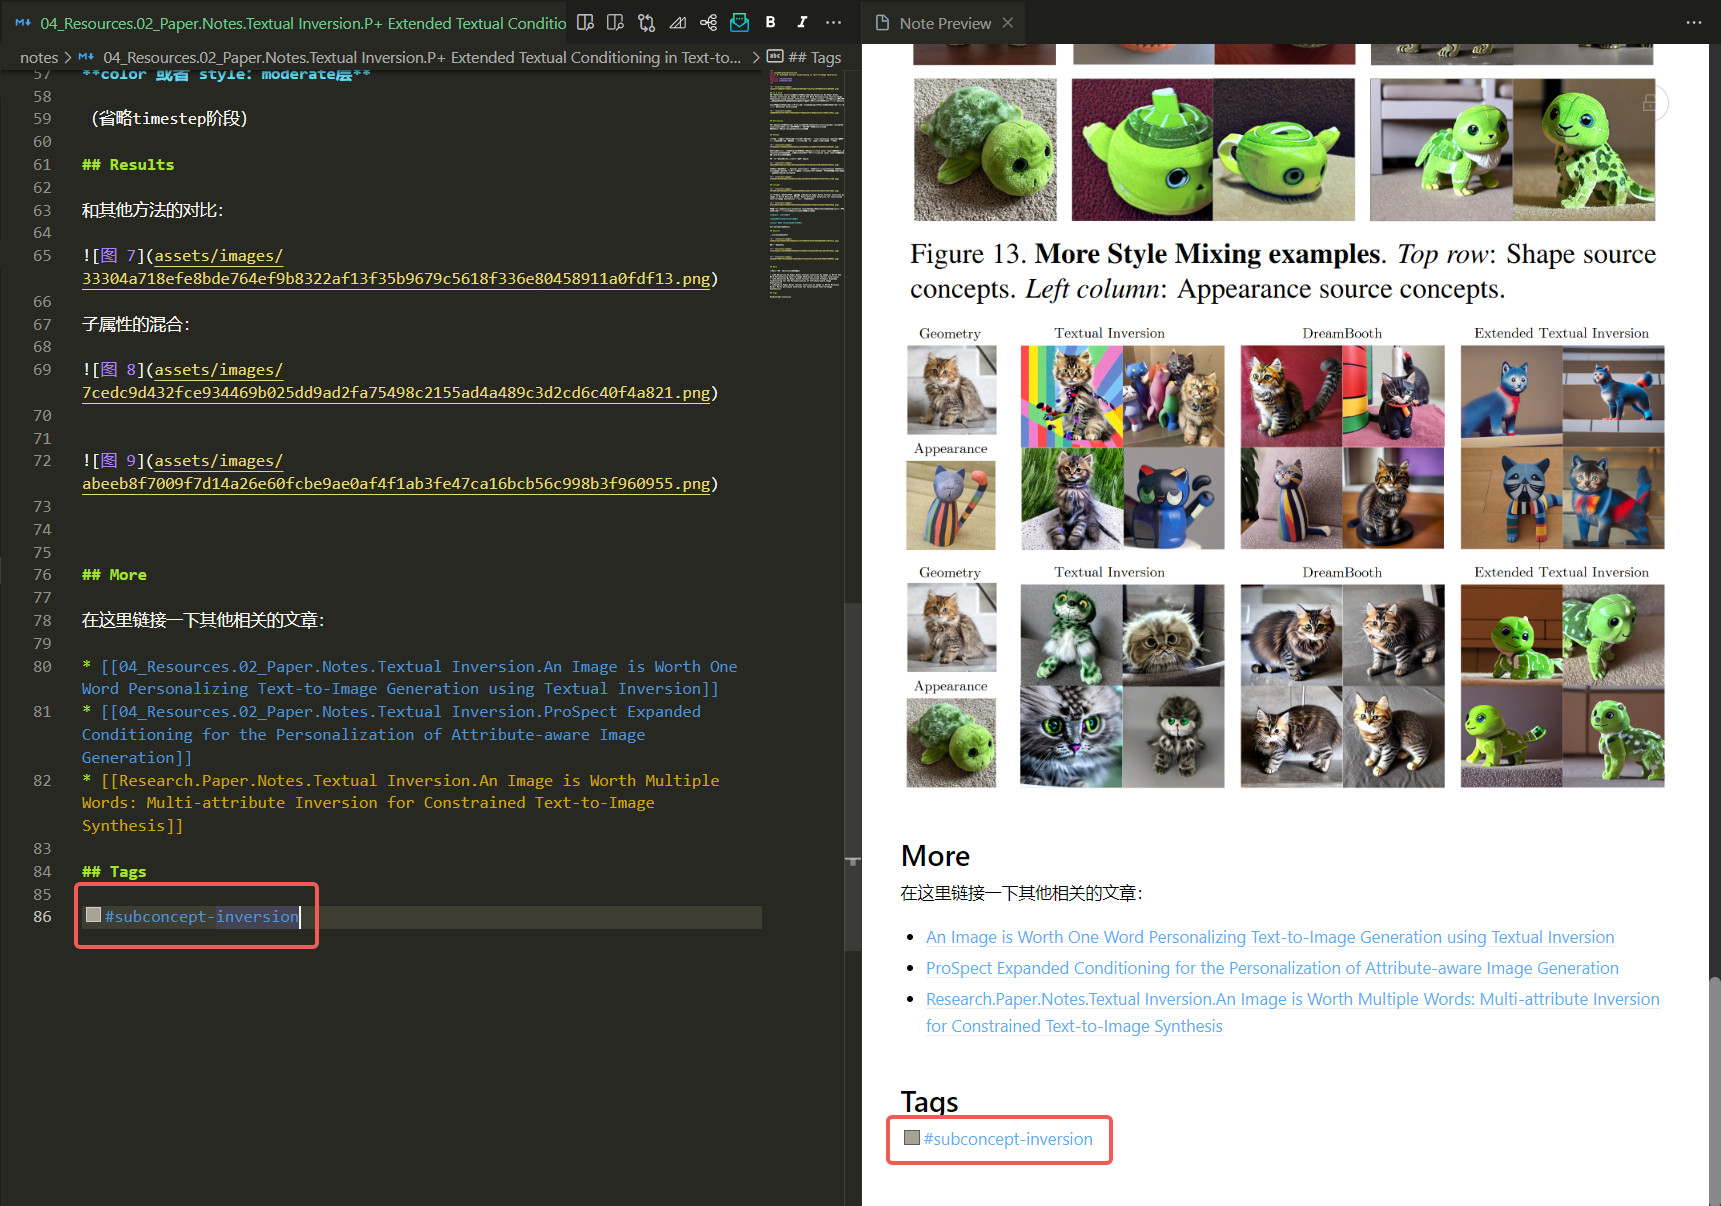 04_Resources.02_Paper.Notes.Textual Inversion.P+ Extended Textual Conditio
B I ...
notes > 04_Resources.02_Paper.Notes.Textual Inversion.P+ Extended Textual Conditioning in Text-to... > ## Tags
57 **color 或者 style: moderate层**
58
59 （省略timestep阶段）
60
61 ## Results
62
63 和其他方法的对比：
64
65 ![图 7](assets/images/
33304a718efe8bde764ef9b8322af13f35b9679c5618f336e80458911a0fdf13.png)
66
67 子属性的混合：
68
69 ![图 8](assets/images/
7cedc9d432fce934469b025dd9ad2fa75498c2155ad4a489c3d2cd6c40f4a821.png)
70
71
72 ![图 9](assets/images/
abeeb8f7009f7d14a26e60fcbe9ae0af4f1ab3fe47ca16bcb56c998b3f960955.png)
73
74
75
76 ## More
77
78 在这里链接一下其他相关的文章：
79
80 * [[04_Resources.02_Paper.Notes.Textual Inversion.An Image is Worth One
Word Personalizing Text-to-Image Generation using Textual Inversion]]
81 * [[04_Resources.02_Paper.Notes.Textual Inversion.ProSpect Expanded
Conditioning for the Personalization of Attribute-aware Image
Generation]]
82 * [[Research.Paper.Notes.Textual Inversion.An Image is Worth Multiple
Words: Multi-attribute Inversion for Constrained Text-to-Image
Synthesis]]
83
84 ## Tags
85
86 #subconcept-inversion
Note Preview
Figure 13. More Style Mixing examples. Top row: Shape source
concepts. Left column: Appearance source concepts.
Geometry Textual Inversion DreamBooth Extended Textual Inversion
Appearance
Geometry Textual Inversion DreamBooth Extended Textual Inversion
Appearance
More
在这里链接一下其他相关的文章：
• An Image is Worth One Word Personalizing Text-to-Image Generation using Textual Inversion
• ProSpect Expanded Conditioning for the Personalization of Attribute-aware Image Generation
• Research.Paper.Notes.Textual Inversion.An Image is Worth Multiple Words: Multi-attribute Inversion
for Constrained Text-to-Image Synthesis
Tags
#subconcept-inversion